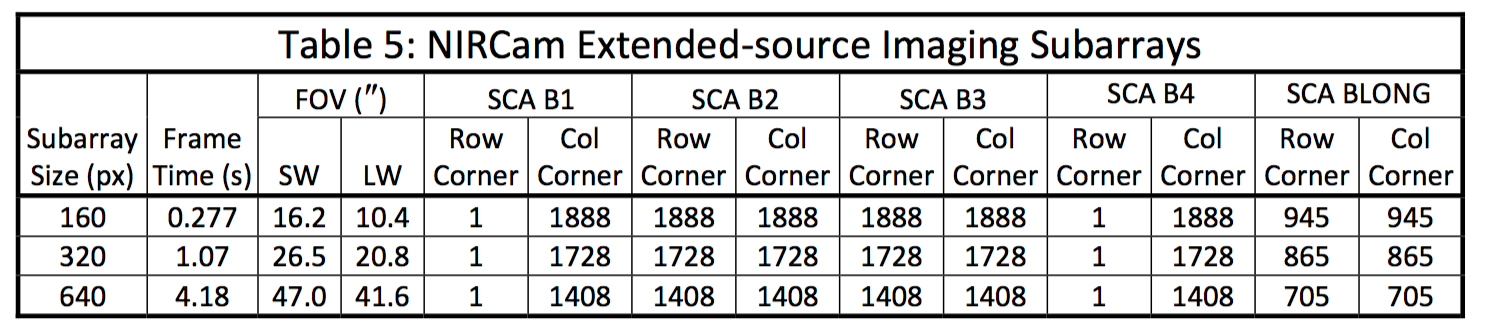 Table 5: NIRCam Extended-source Imaging Subarrays
Subarray Size (px) Frame Time (s) FOV (″) SCA B1 SCA B2 SCA B3 SCA B4 SCA BLONG
SW LW Row Corner Col Corner Row Corner Col Corner Row Corner Col Corner Row Corner Col Corner Row Corner Col Corner
160 0.277 16.2 10.4 1 1888 1888 1888 1888 1888 1 1888 945 945
320 1.07 26.5 20.8 1 1728 1728 1728 1728 1728 1 1728 865 865
640 4.18 47.0 41.6 1 1408 1408 1408 1408 1408 1 1408 705 705